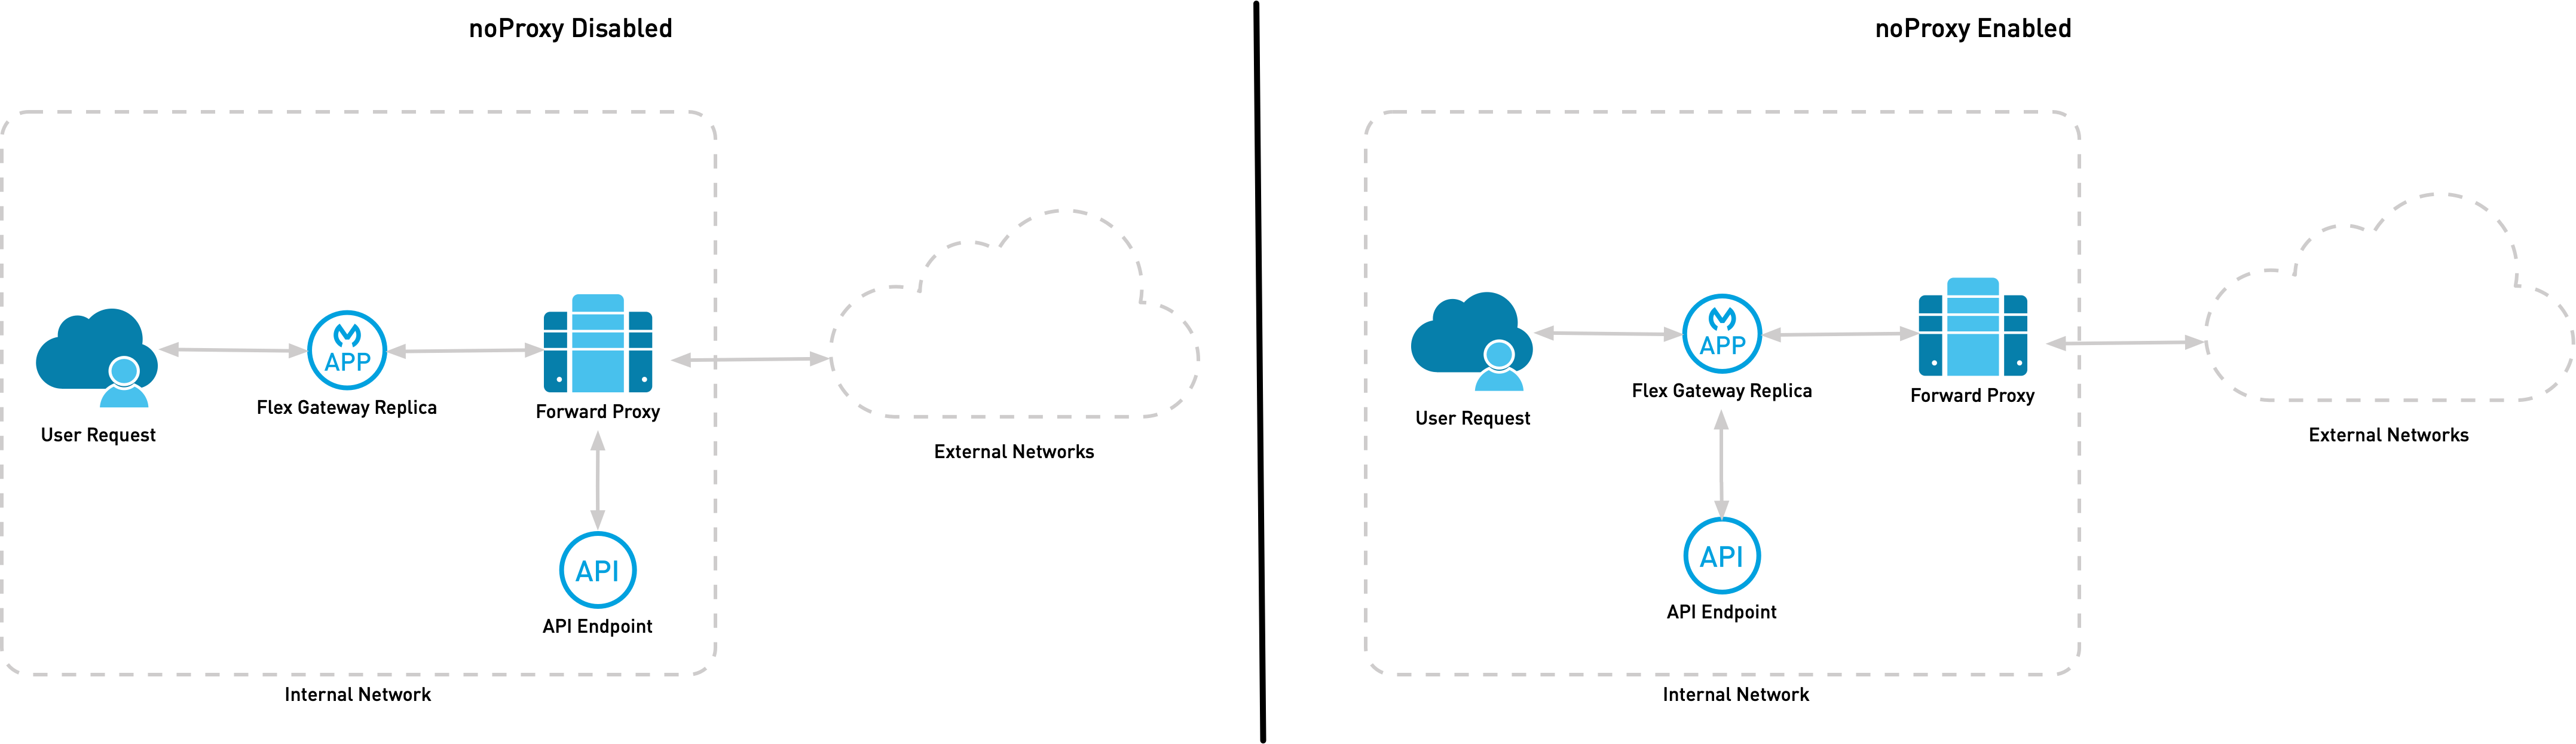 noProxy Disabled
APP
Flex Gateway Replica
Forward Proxy
User Request
External Networks
API
API Endpoint
Internal Network
noProxy Enabled
APP
Flex Gateway Replica
Forward Proxy
User Request
External Networks
API
API Endpoint
Internal Network